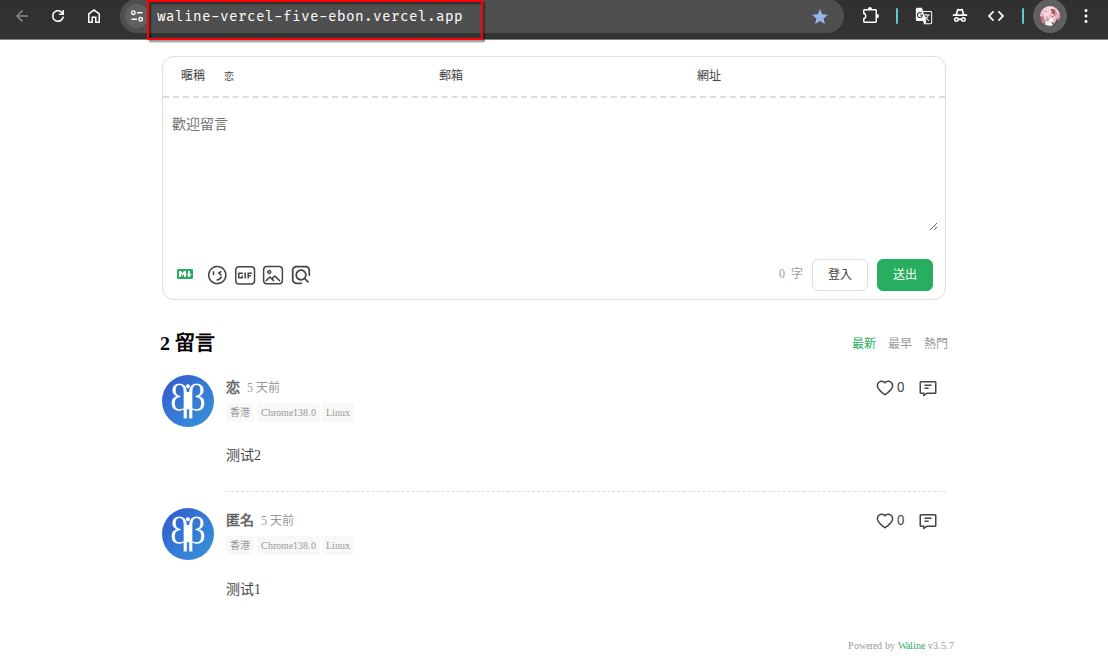 waline-vercel-five-ebon.vercel.app
暱稱 恋 郵箱 網址
歡迎留言
M GIF 0 字 登入 送出
2 留言 最新 最早 熱門
恋 5 天前 0
香港 Chrome138.0 Linux
测试2
匿名 5 天前 0
香港 Chrome138.0 Linux
测试1
Powered by Waline v3.5.7